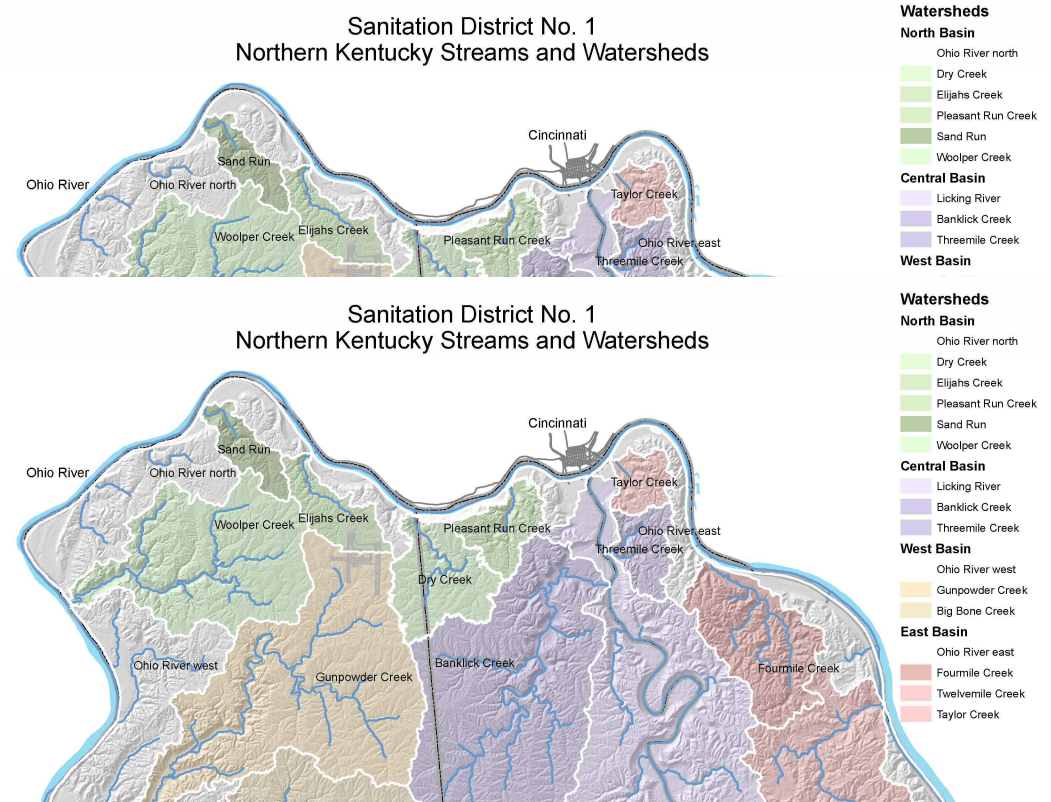 Sanitation District No. 1
Northern Kentucky Streams and Watersheds
Cincinnati
Sand Run
Ohio River
Ohio River north
Taylor Creek
Woolper Creek
Elijahs Creek
Pleasant Run Creek
Ohio River east
Threemile Creek
Watersheds
North Basin
Ohio River north
Dry Creek
Elijahs Creek
Pleasant Run Creek
Sand Run
Woolper Creek
Central Basin
Licking River
Banklick Creek
Threemile Creek
West Basin
Sanitation District No. 1
Northern Kentucky Streams and Watersheds
Cincinnati
Sand Run
Ohio River
Ohio River north
Taylor Creek
Woolper Creek
Elijahs Creek
Pleasant Run Creek
Ohio River east
Threemile Creek
Dry Creek
Ohio River west
Banklick Creek
Gunpowder Creek
Fourmile Creek
Watersheds
North Basin
Ohio River north
Dry Creek
Elijahs Creek
Pleasant Run Creek
Sand Run
Woolper Creek
Central Basin
Licking River
Banklick Creek
Threemile Creek
West Basin
Ohio River west
Gunpowder Creek
Big Bone Creek
East Basin
Ohio River east
Fourmile Creek
Twelvemile Creek
Taylor Creek